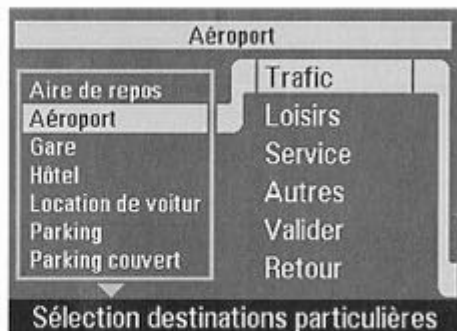 Aéroport
Aire de repos
Aéroport
Gare
Hôtel
Location de voitur
Parking
Parking couvert
Trafic
Loisirs
Service
Autres
Valider
Retour
Sélection destinations particulières